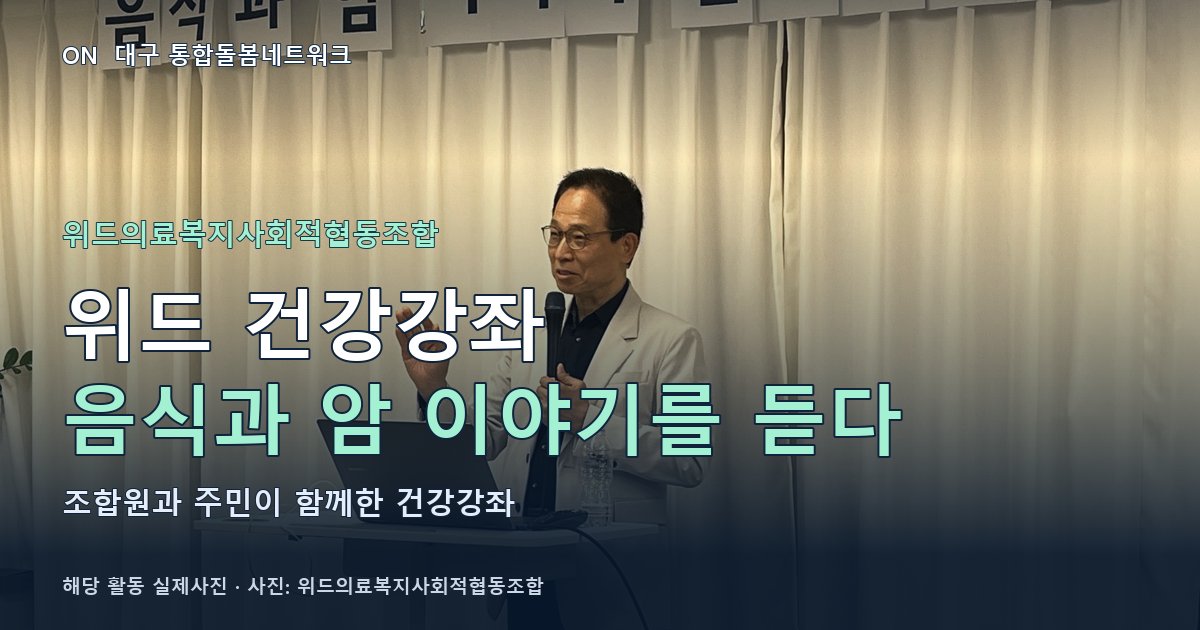 음식과 암
ON 대구 통합돌봄네트워크
위드의료복지사회적협동조합
위드 건강강좌
음식과 암 이야기를 듣다
조합원과 주민이 함께한 건강강좌
해당 활동 실제사진 · 사진: 위드의료복지사회적협동조합